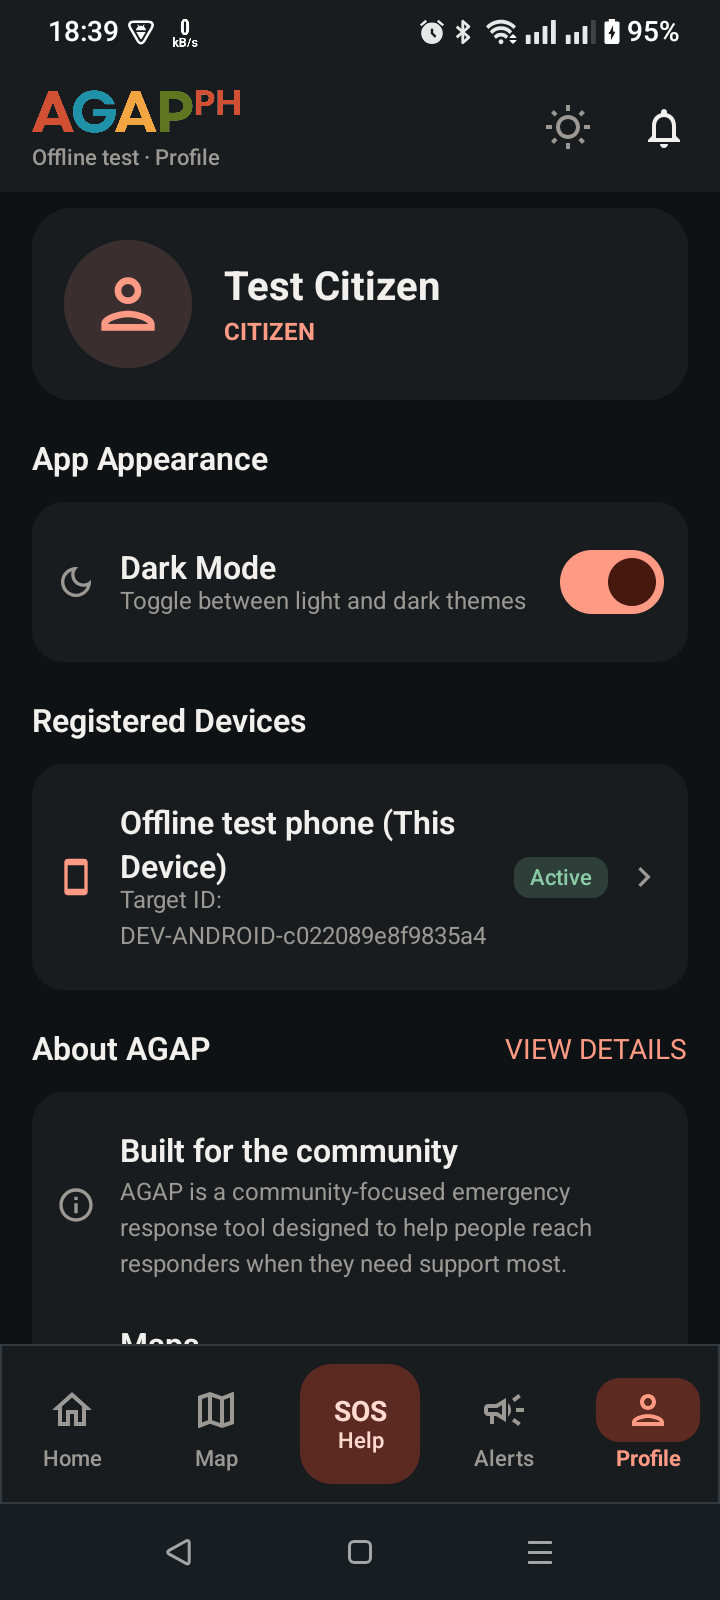 18:39
0
kB/s
95%
AGAPPH
Offline test · Profile
Test Citizen
CITIZEN
App Appearance
Dark Mode
Toggle between light and dark themes
Registered Devices
Offline test phone (This
Device)
Target ID:
DEV-ANDROID-c022089e8f9835a4
Active
About AGAP
VIEW DETAILS
Built for the community
AGAP is a community-focused emergency
response tool designed to help people reach
responders when they need support most.
Maps
SOS
Help
Home
Map
Alerts
Profile